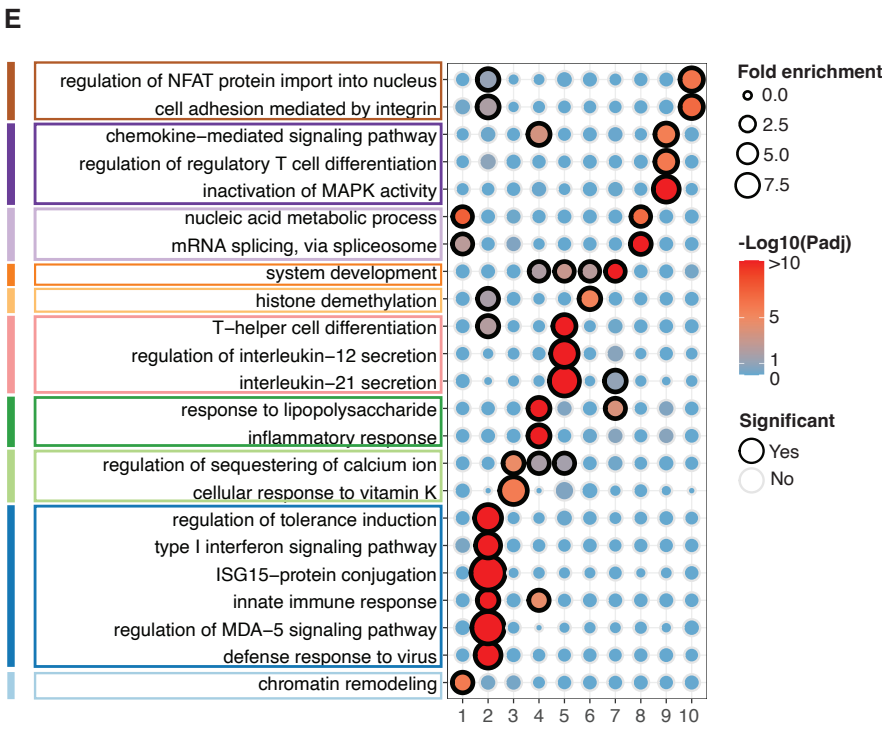 E
regulation of NFAT protein import into nucleus
cell adhesion mediated by integrin
chemokine−mediated signaling pathway
regulation of regulatory T cell differentiation
inactivation of MAPK activity
nucleic acid metabolic process
mRNA splicing, via spliceosome
system development
histone demethylation
T−helper cell differentiation
regulation of interleukin−12 secretion
interleukin−21 secretion
response to lipopolysaccharide
inflammatory response
regulation of sequestering of calcium ion
cellular response to vitamin K
regulation of tolerance induction
type I interferon signaling pathway
ISG15−protein conjugation
innate immune response
regulation of MDA−5 signaling pathway
defense response to virus
chromatin remodeling
1 2 3 4 5 6 7 8 9 10
Fold enrichment
0.0
2.5
5.0
7.5
-Log10(Padj)
>10
5
1
0
Significant
Yes
No